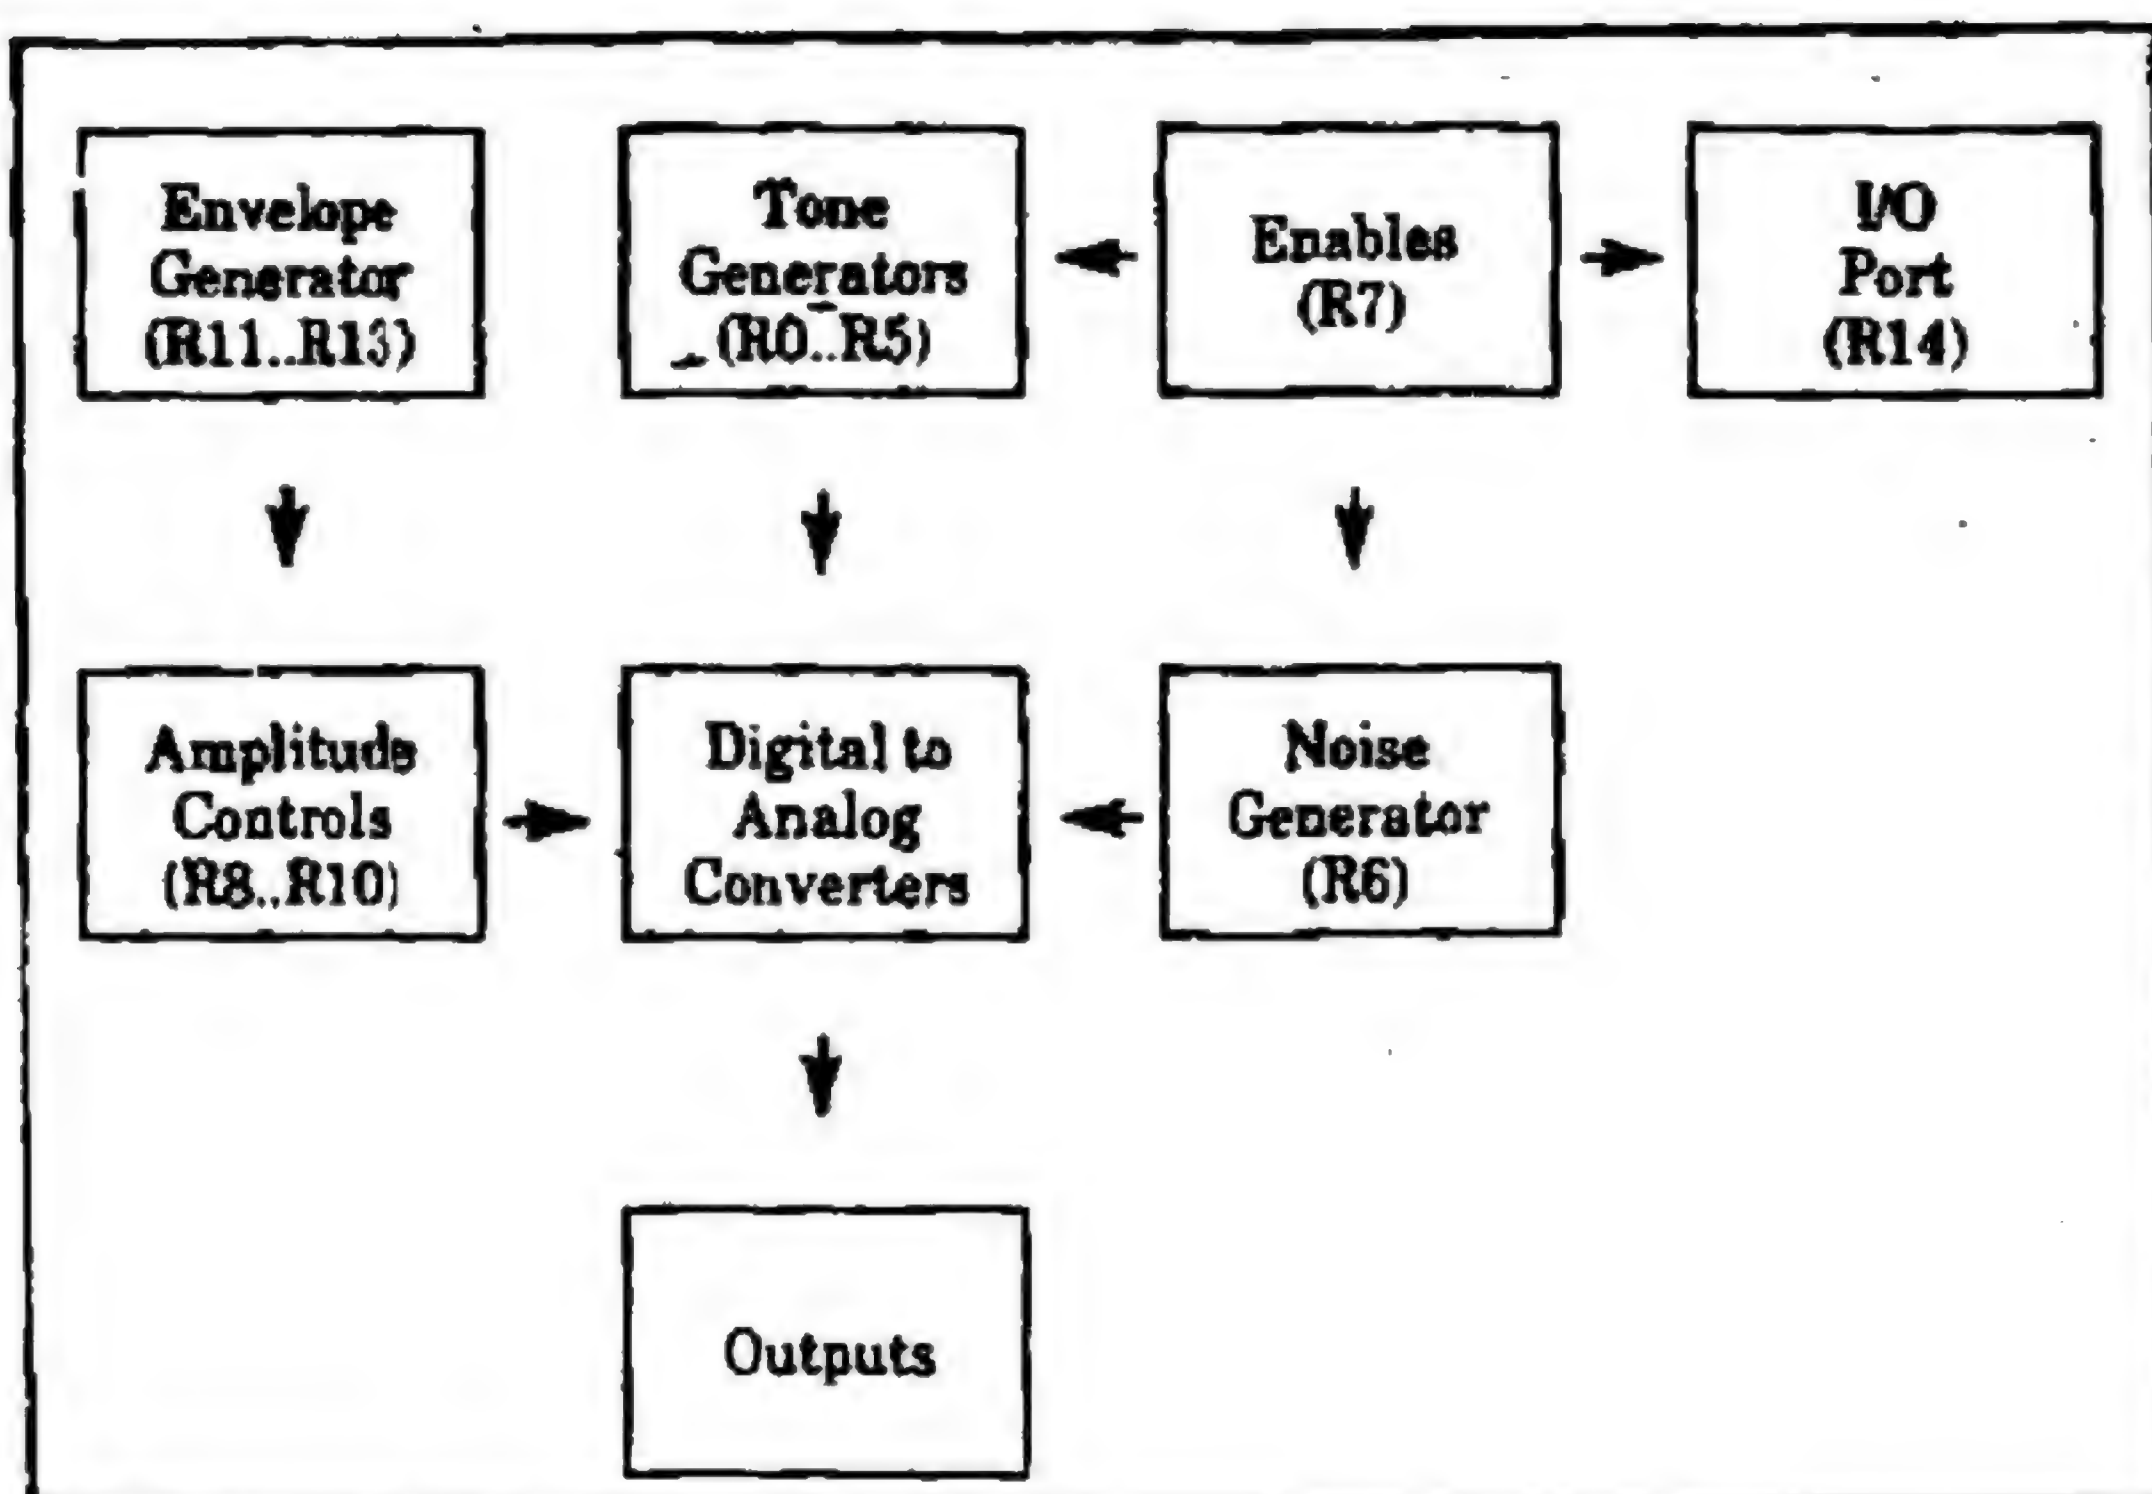 Envelope
Generator
(R11..R13)
Tone
Generators
(R0..R5)
Enables
(R7)
I/O
Port
(R14)
Amplitude
Controls
(R8..R10)
Digital to
Analog
Converters
Noise
Generator
(R6)
Outputs